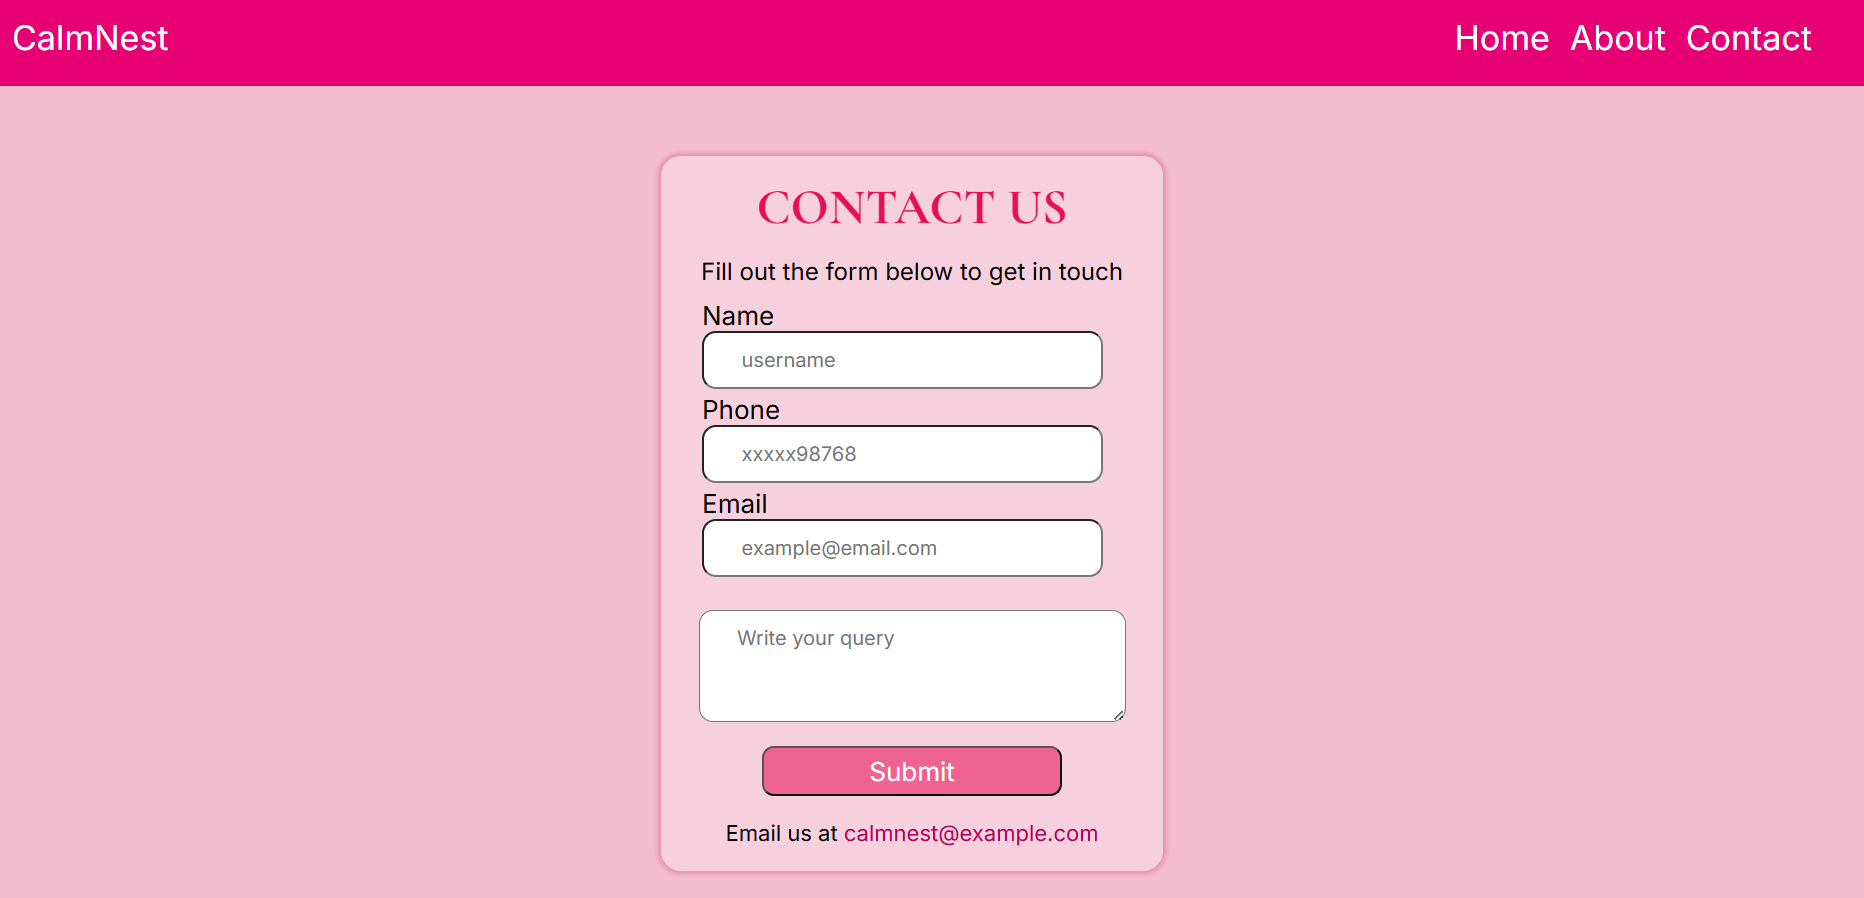 CalmNest Home About Contact
CONTACT US
Fill out the form below to get in touch
Name
username
Phone
xxxxx98768
Email
example@email.com
Write your query
Submit
Email us at calmnest@example.com